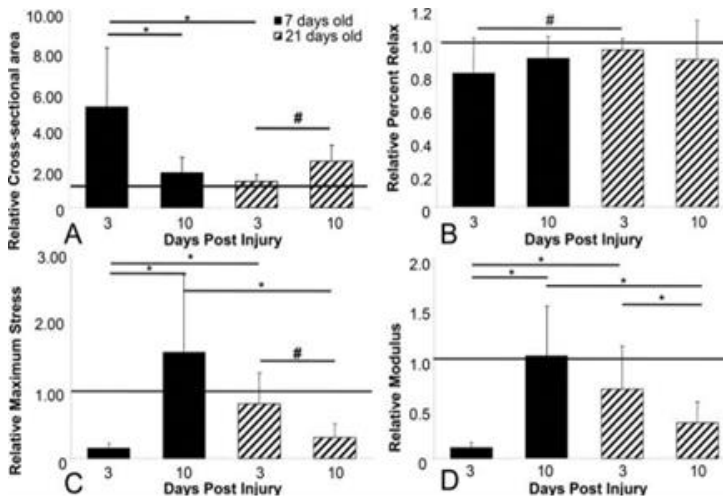 Relative Cross-sectional area
10.00
8.00
6.00
4.00
2.00
0
7 days old
21 days old
*
*
#
A
3 10 3 10
Days Post Injury
Relative Percent Relax
1.2
1.0
0.8
0.6
0.4
0.2
0
#
B
3 10 3 10
Days Post Injury
Relative Maximum Stress
3.00
2.00
1.00
0
*
*
*
#
C
3 10 3 10
Days Post Injury
Relative Modulus
2.0
1.5
1.0
0.5
0
*
*
*
*
D
3 10 3 10
Days Post Injury